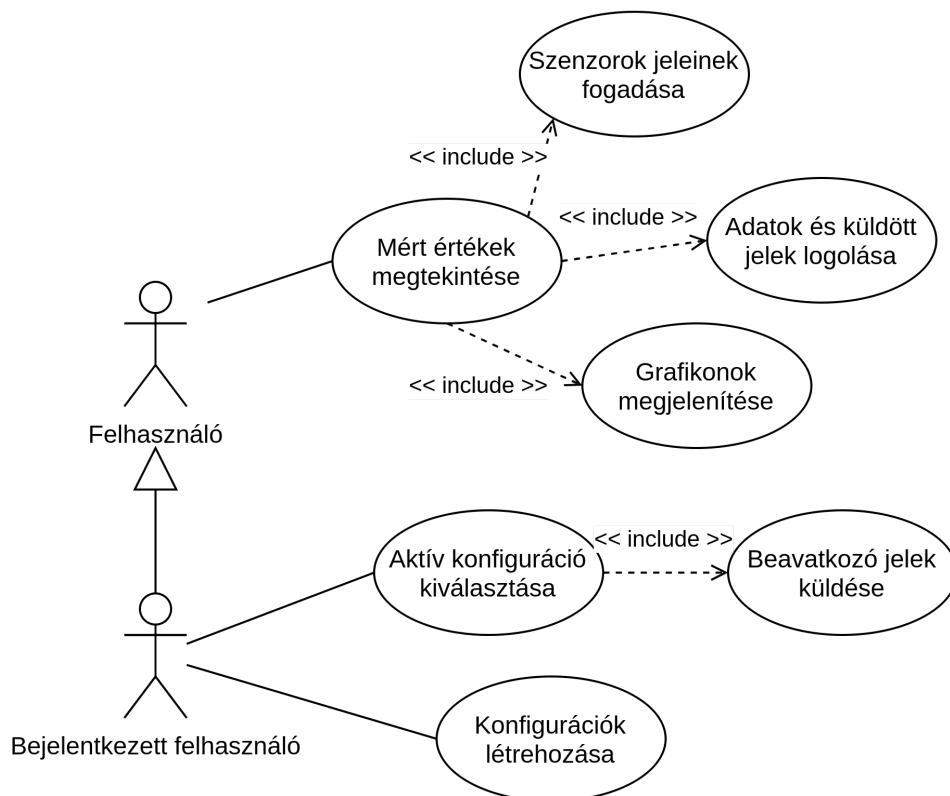 Szenzorok jeleinek
fogadása
<< include >>
<< include >>
Adatok és küldött
jelek logolása
Mért értékek
megtekintése
<< include >>
Grafikonok
megjelenítése
Felhasználó
Aktív konfiguráció
kiválasztása
<< include >>
Beavatkozó jelek
küldése
Konfigurációk
létrehozása
Bejelentkezett felhasználó